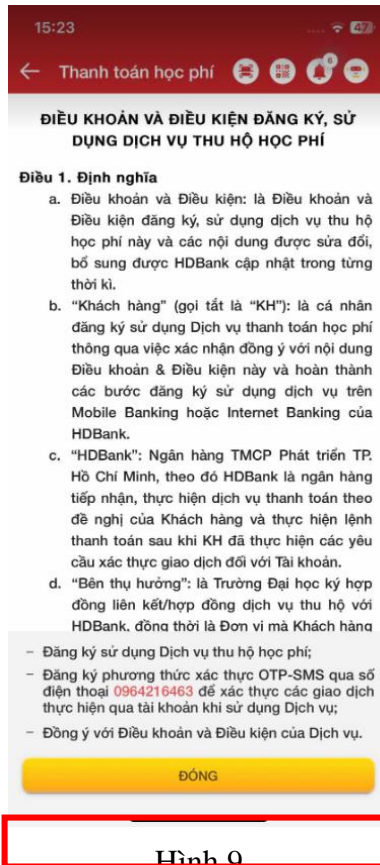 15:23
47
Thanh toán học phí
6
ĐIỀU KHOẢN VÀ ĐIỀU KIỆN ĐĂNG KÝ, SỬ
DỤNG DỊCH VỤ THU HỘ HỌC PHÍ
Điều 1. Định nghĩa
a. Điều khoản và Điều kiện: là Điều khoản và
Điều kiện đăng ký, sử dụng dịch vụ thu hộ
học phí này và các nội dung được sửa đổi,
bổ sung được HDBank cập nhật trong từng
thời kì.
b. “Khách hàng” (gọi tắt là “KH”): là cá nhân
đăng ký sử dụng Dịch vụ thanh toán học phí
thông qua việc xác nhận đồng ý với nội dung
Điều khoản & Điều kiện này và hoàn thành
các bước đăng ký sử dụng dịch vụ trên
Mobile Banking hoặc Internet Banking của
HDBank.
c. “HDBank”: Ngân hàng TMCP Phát triển TP.
Hồ Chí Minh, theo đó HDBank là ngân hàng
tiếp nhận, thực hiện dịch vụ thanh toán theo
đề nghị của Khách hàng và thực hiện lệnh
thanh toán sau khi KH đã thực hiện các yêu
cầu xác thực giao dịch đối với Tài khoản.
d. “Bên thụ hưởng”: là Trường Đại học ký hợp
đồng liên kết/hợp đồng dịch vụ thu hộ với
HDBank, đồng thời là Đơn vị mà Khách hàng
– Đăng ký sử dụng Dịch vụ thu hộ học phí;
– Đăng ký phương thức xác thực OTP-SMS qua số
điện thoại 0964216463 để xác thực các giao dịch
thực hiện qua tài khoản khi sử dụng Dịch vụ;
– Đồng ý với Điều khoản và Điều kiện của Dịch vụ.
ĐÓNG
Hình 9